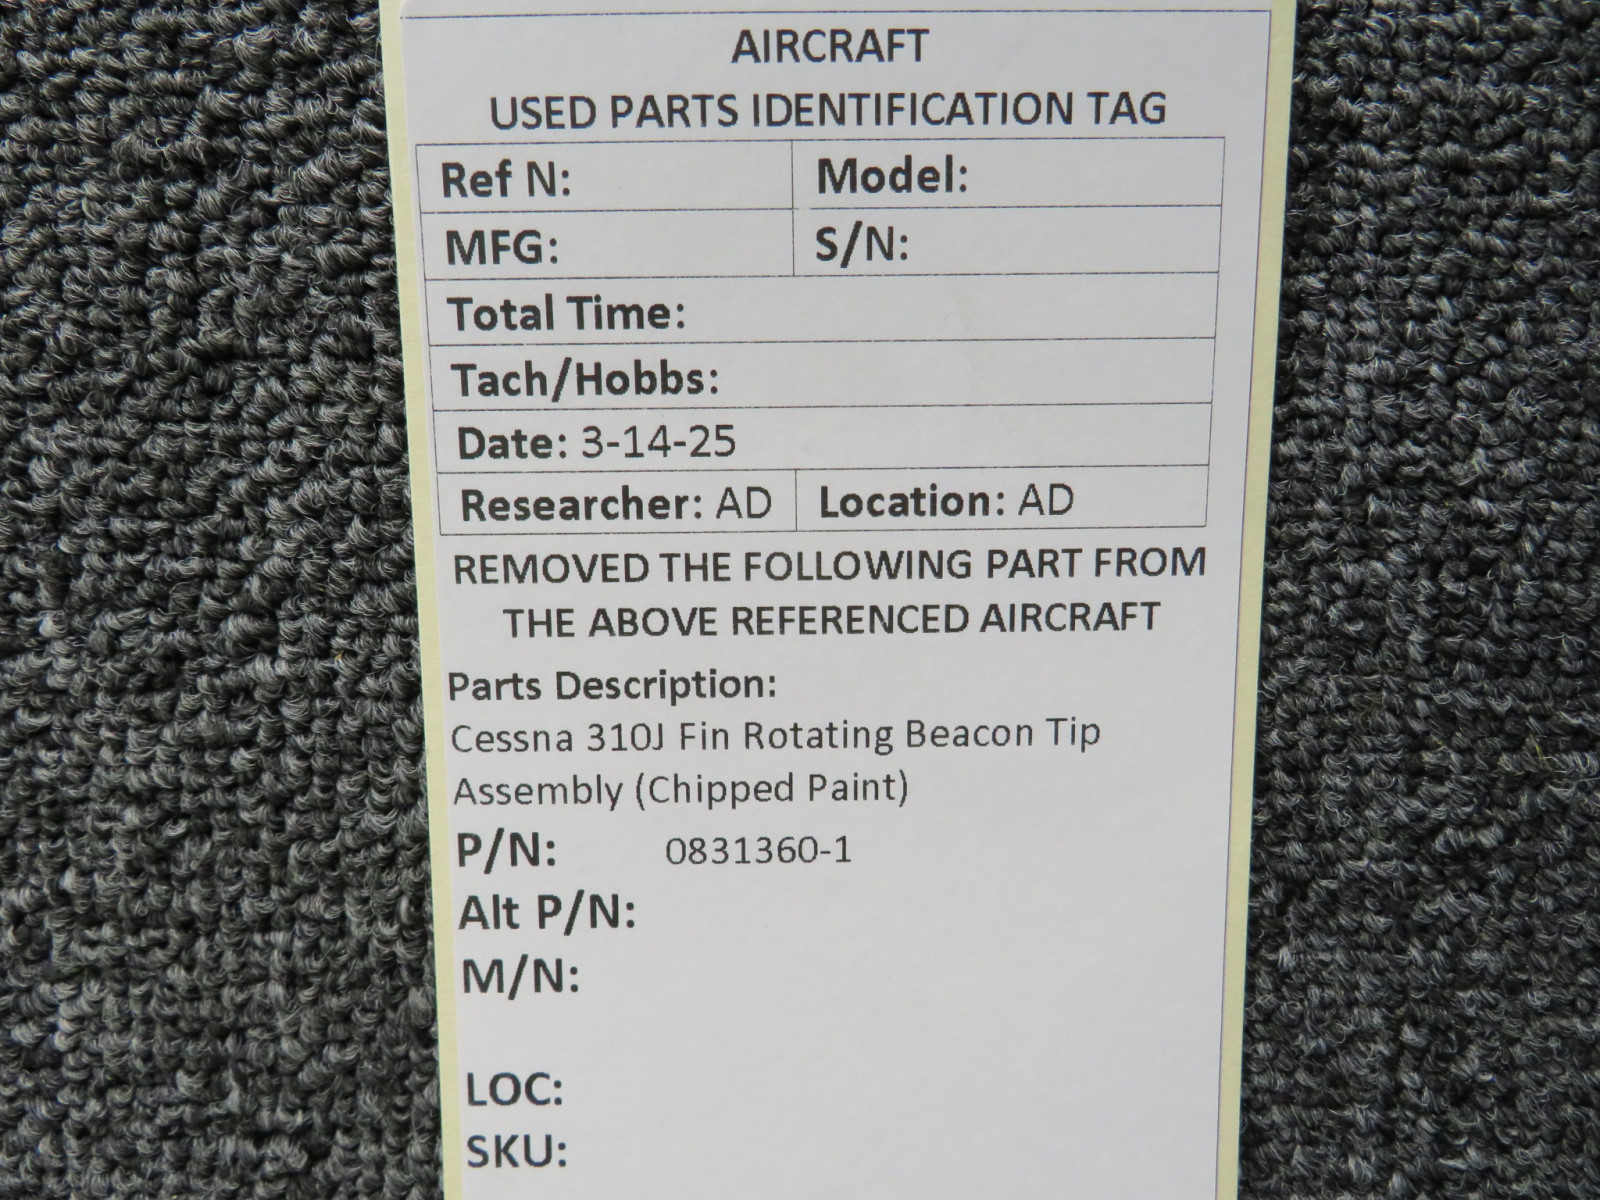 AIRCRAFT
USED PARTS IDENTIFICATION TAG
Ref N: Model:
MFG: S/N:
Total Time:
Tach/Hobbs:
Date: 3-14-25
Researcher: AD Location: AD
REMOVED THE FOLLOWING PART FROM
THE ABOVE REFERENCED AIRCRAFT
Parts Description:
Cessna 310J Fin Rotating Beacon Tip
Assembly (Chipped Paint)
P/N: 0831360-1
Alt P/N:
M/N:
LOC:
SKU: